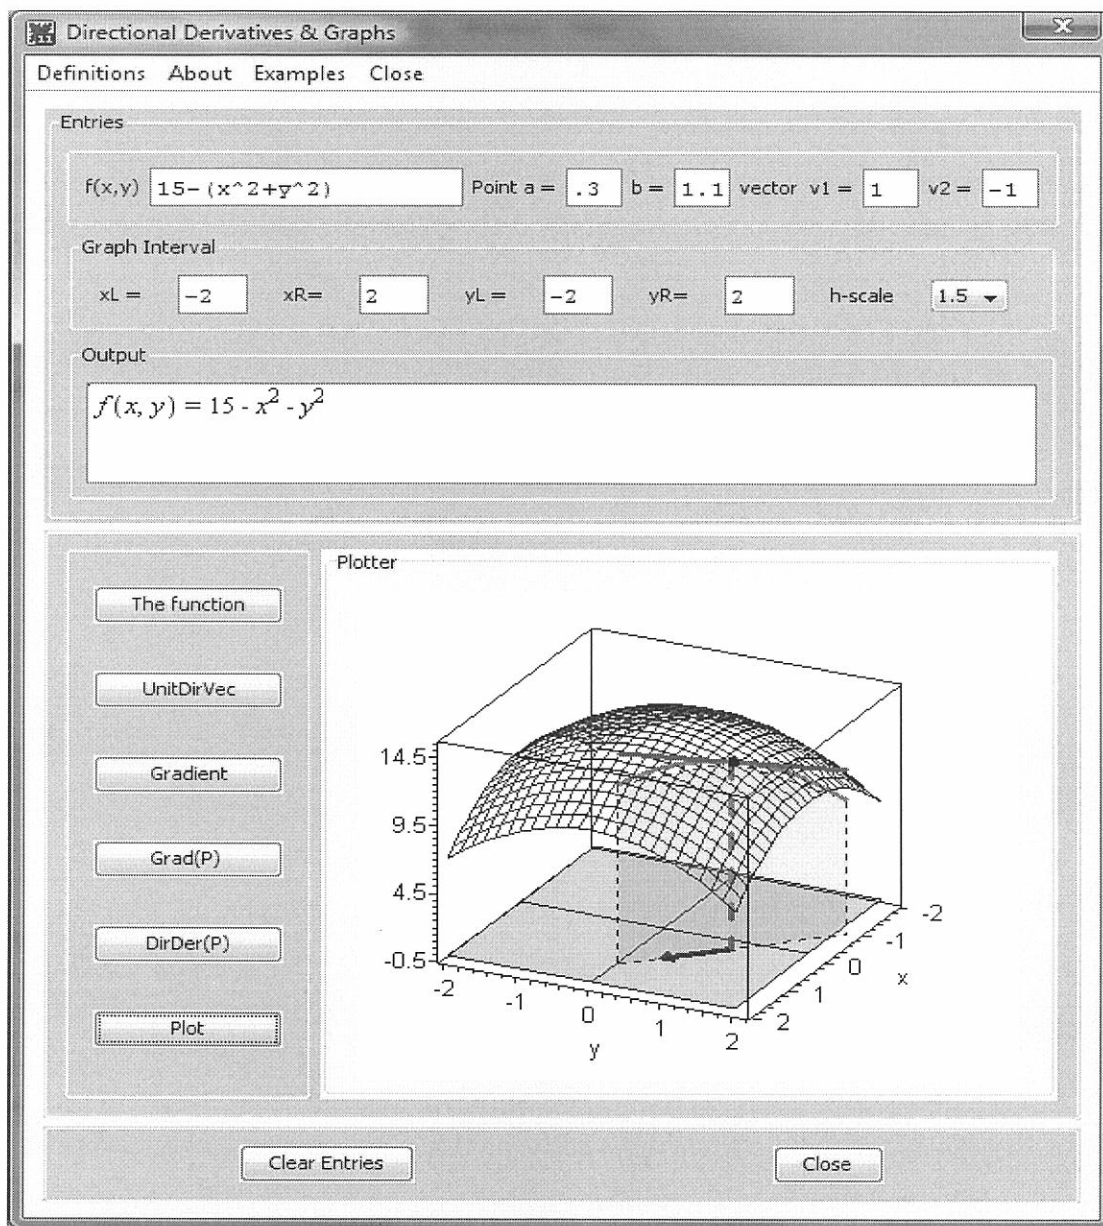 Directional Derivatives & Graphs
Definitions About Examples Close
Entries
f(x,y) 15-(x^2+y^2) Point a = .3 b = 1.1 vector v1 = 1 v2 = -1
Graph Interval
xL = -2 xR= 2 yL = -2 yR= 2 h-scale 1.5
Output
f(x, y) = 15 - x² - y²
The function
UnitDirVec
Gradient
Grad(P)
DirDer(P)
Plot
Plotter
14.5
9.5
4.5
-0.5
-2 -1 0 1 2
y
2 1 0 -1 -2
x
Clear Entries Close